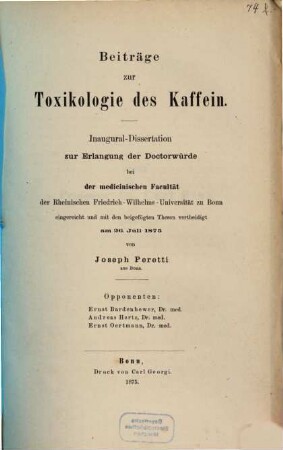 74 f.
Beiträge
zur
Toxikologie des Kaffein.
Inaugural-Dissertation
zur Erlangung der Doctorwürde
bei
der medicinischen Facultät
der Rheinischen Friedrich-Wilhelms-Universität zu Bonn
eingereicht und mit den beigefügten Thesen vertheidigt
am 26. Juli 1875
von
Joseph Peretti
aus Bonn.
Opponenten:
Ernst Bardenhewer, Dr. med.
Andreas Hertz, Dr. med.
Ernst Oertmann, Dr. med.
Bonn,
Druck von Carl Georgi.
1875.